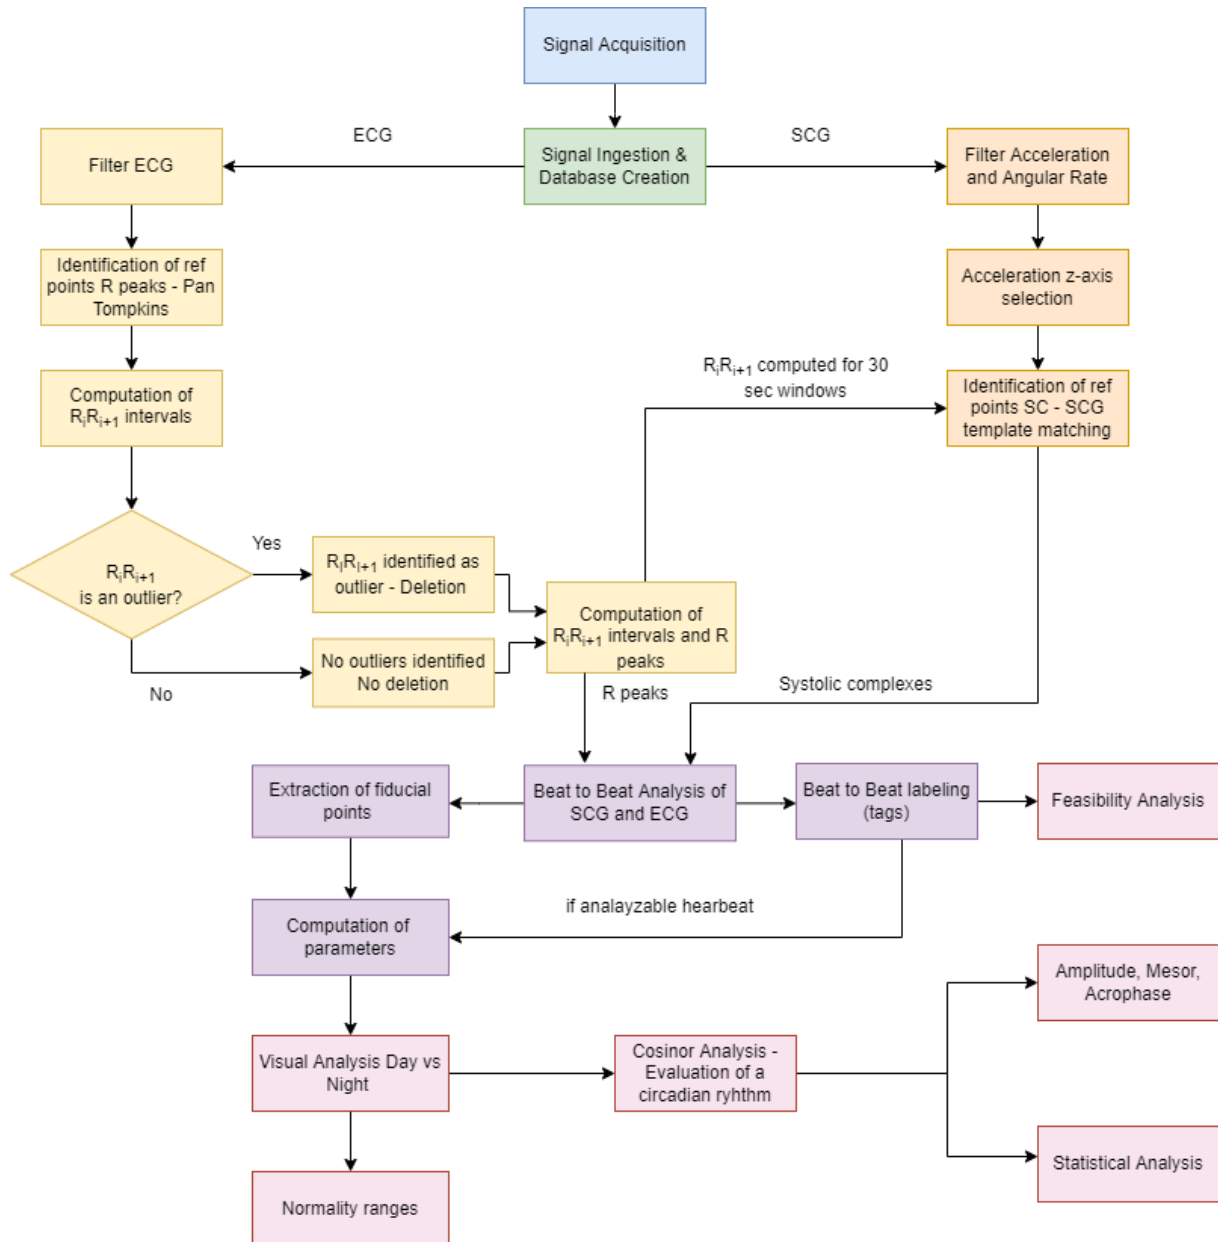 Signal Acquisition
ECG
SCG
Filter ECG
Signal Ingestion &
Database Creation
Filter Acceleration
and Angular Rate
Identification of ref
points R peaks - Pan
Tompkins
Acceleration z-axis
selection
Computation of
RiRi+1 intervals
RiRi+1 computed for 30
sec windows
Identification of ref
points SC - SCG
template matching
RiRi+1
is an outlier?
Yes
RiRi+1 identified as
outlier - Deletion
No
No outliers identified
No deletion
Computation of
RiRi+1 intervals and R
peaks
R peaks
Systolic complexes
Extraction of fiducial
points
Beat to Beat Analysis of
SCG and ECG
Beat to Beat labeling
(tags)
Feasibility Analysis
if analayzable hearbeat
Computation of
parameters
Amplitude, Mesor,
Acrophase
Visual Analysis Day vs
Night
Cosinor Analysis -
Evaluation of a
circadian ryhthm
Statistical Analysis
Normality ranges